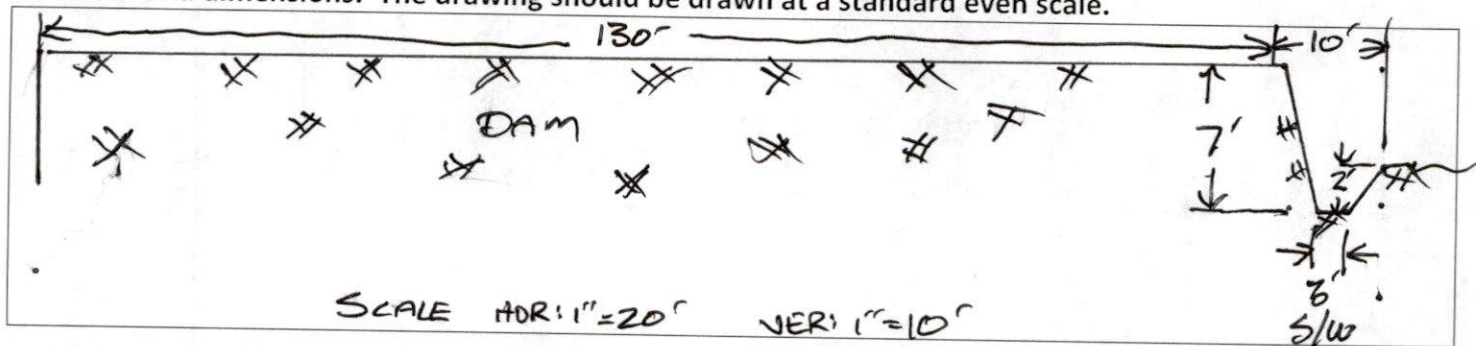 dimensions. The drawing should be drawn at a standard even scale.
130'
10'
DAM
7'
2'
3'
S/W
SCALE HOR: 1"=20' VER: 1"=10'